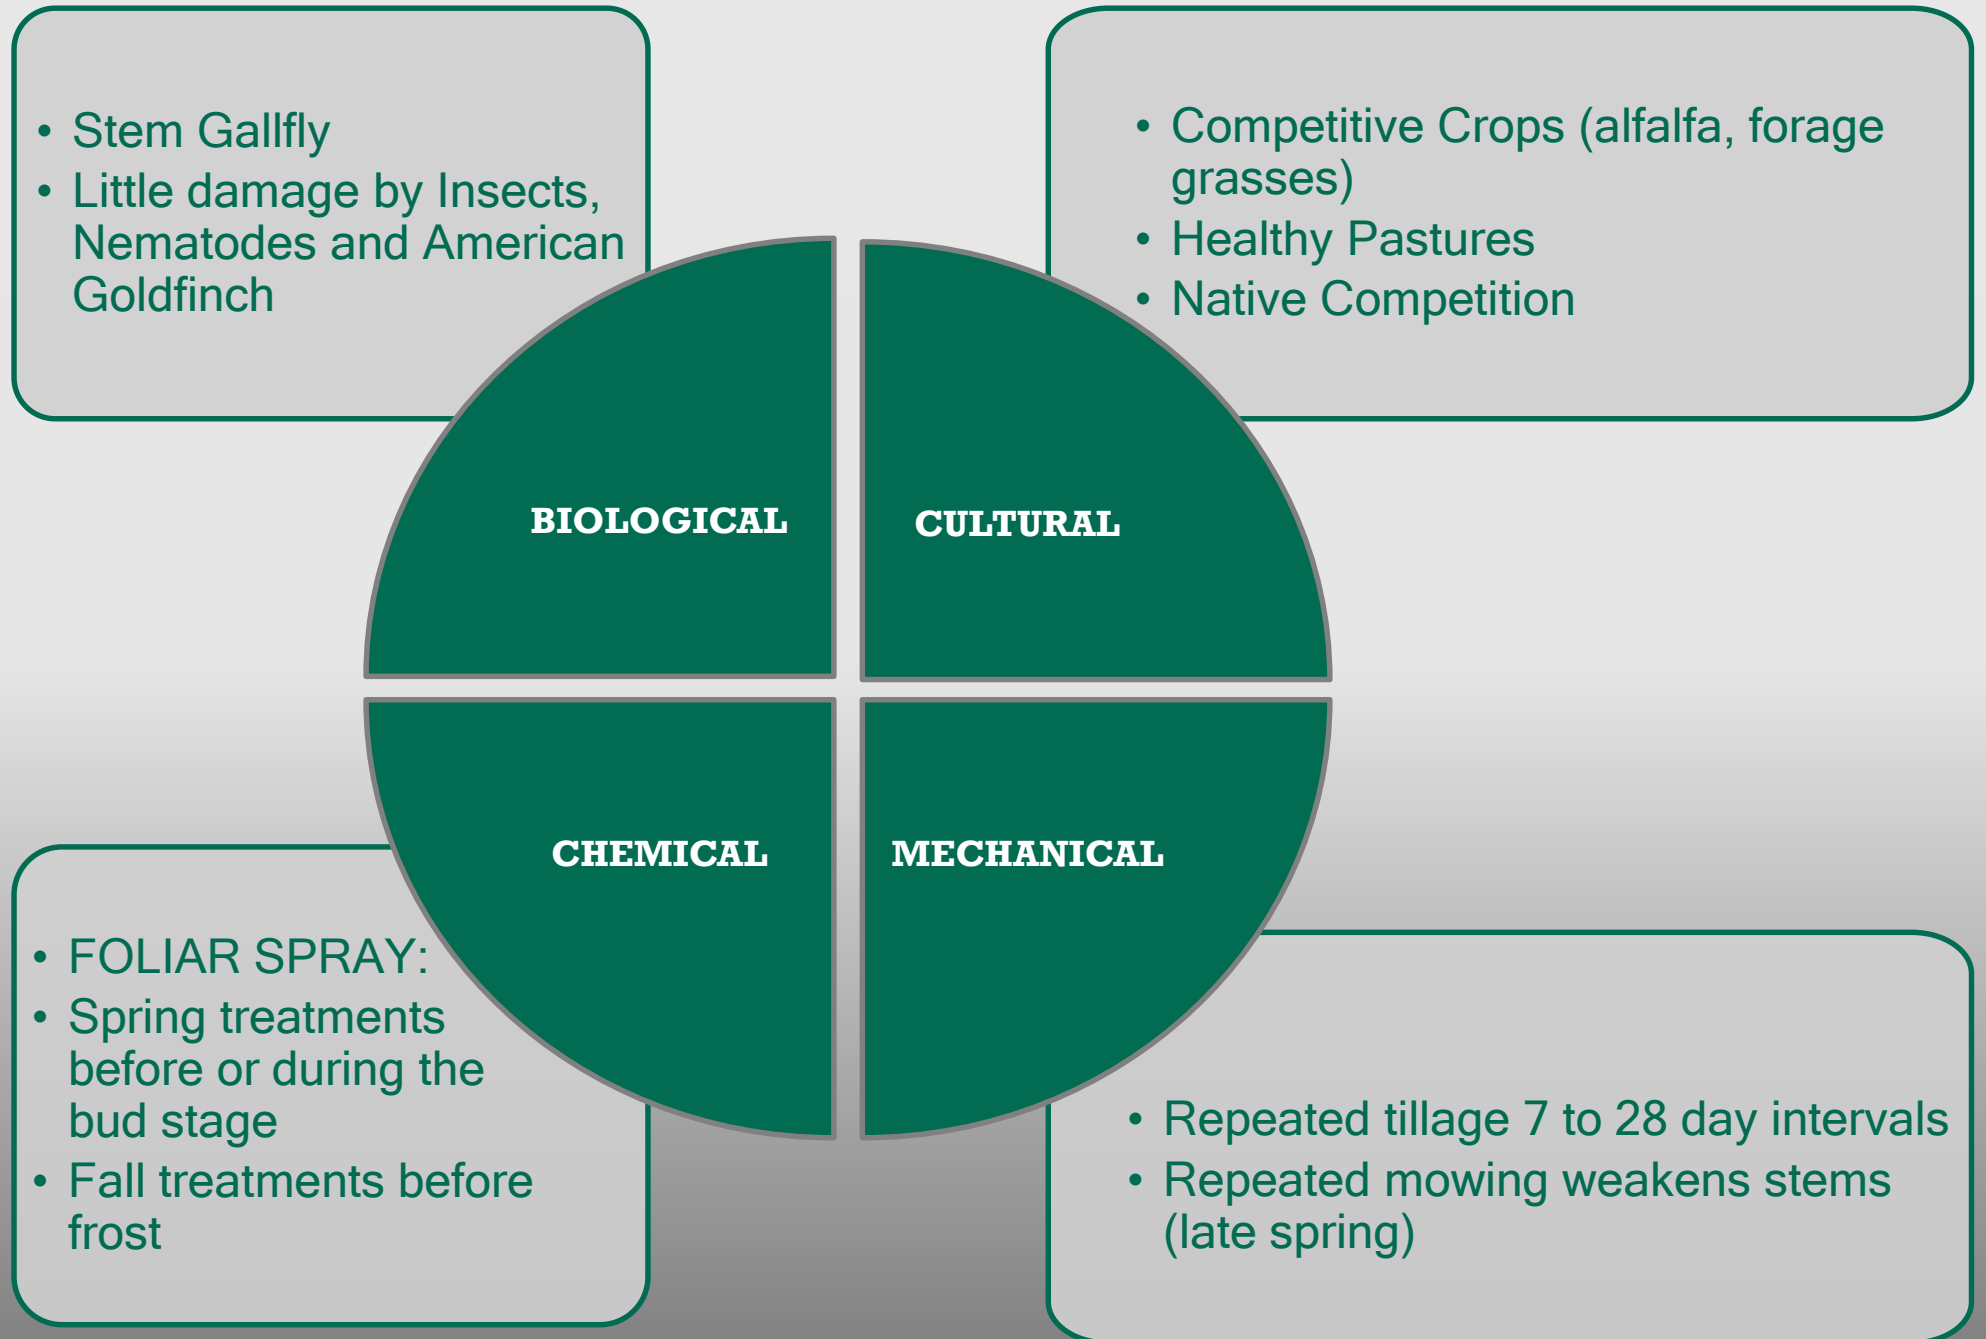 • Stem Gallfly
• Little damage by Insects,
Nematodes and American
Goldfinch
• Competitive Crops (alfalfa, forage
grasses)
• Healthy Pastures
• Native Competition
BIOLOGICAL
CULTURAL
CHEMICAL
MECHANICAL
• FOLIAR SPRAY:
• Spring treatments
before or during the
bud stage
• Fall treatments before
frost
• Repeated tillage 7 to 28 day intervals
• Repeated mowing weakens stems
(late spring)